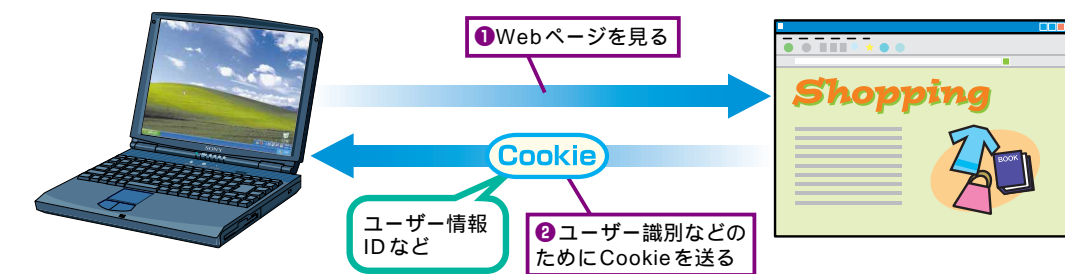 ❶Webページを見る
Shopping
SONY
Cookie
BOOK
ユーザー情報
IDなど
❷ユーザー識別などの
ためにCookieを送る